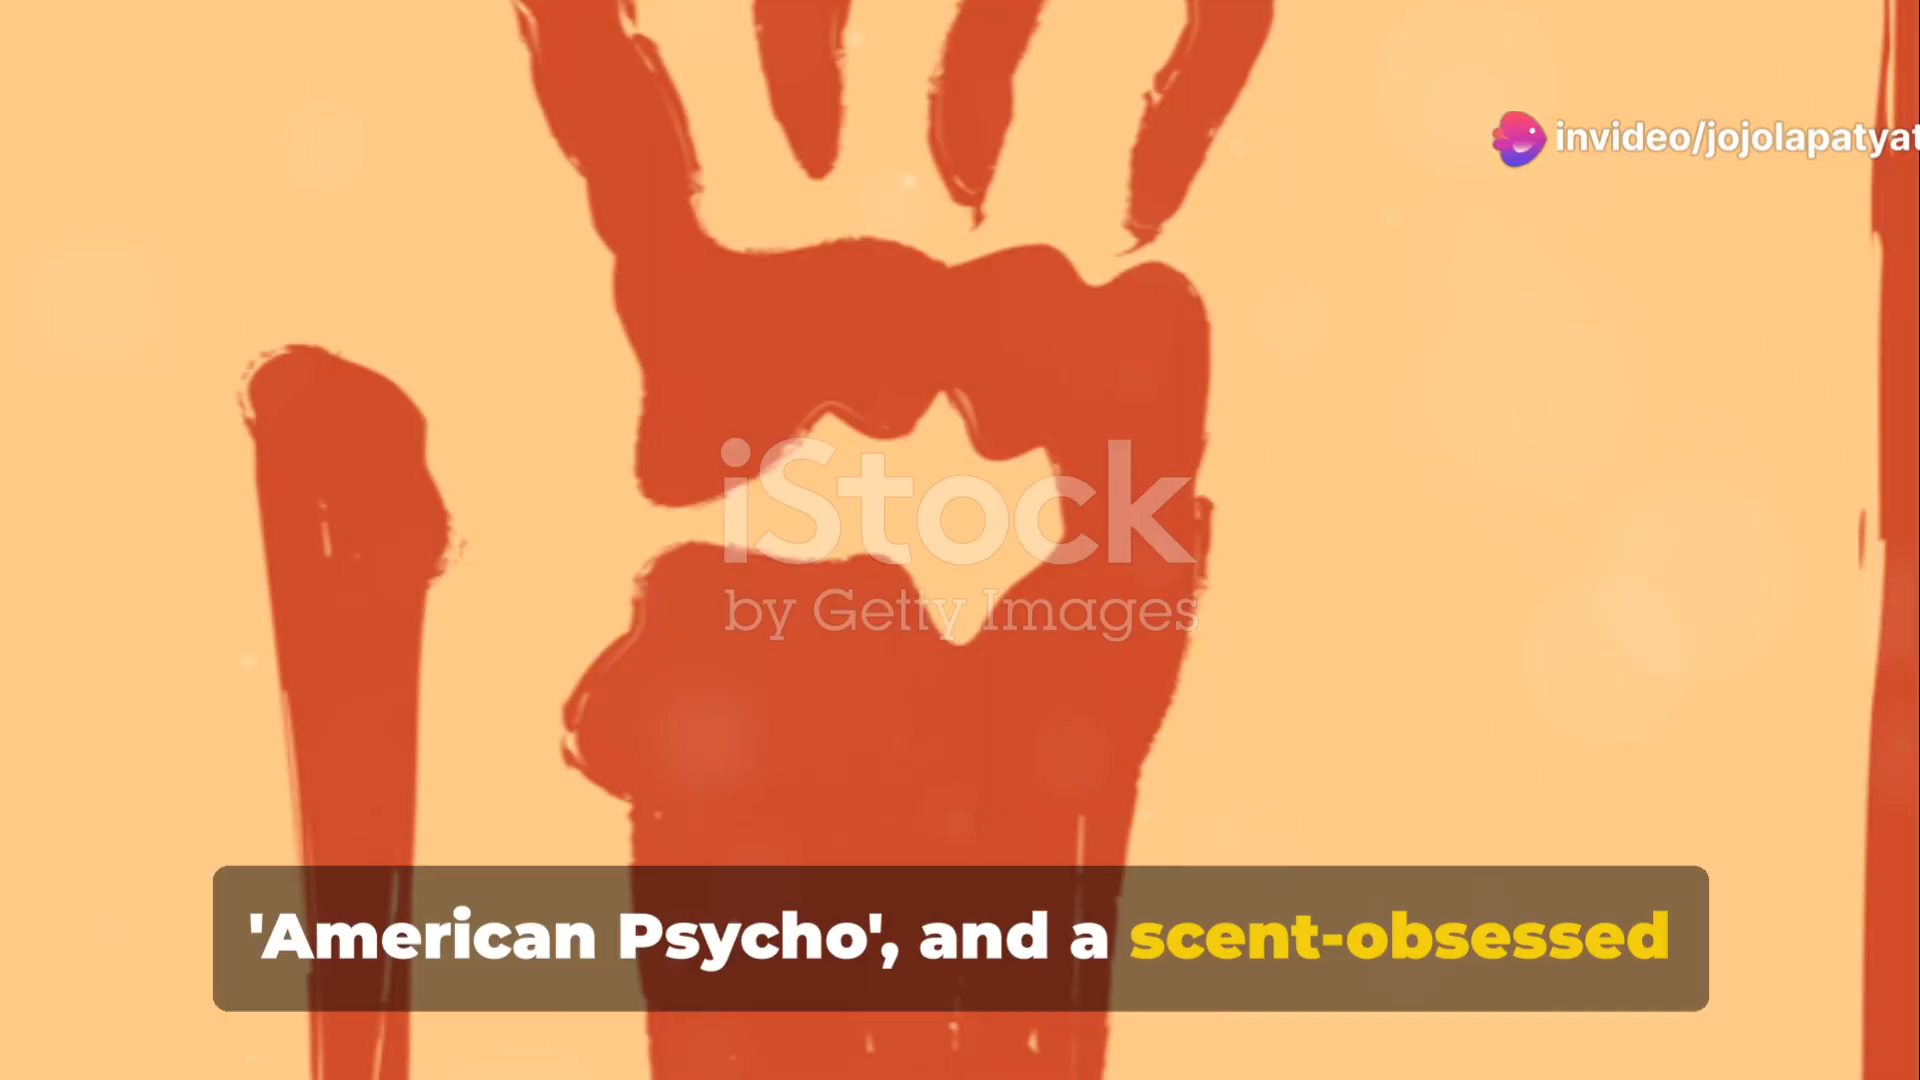 invideo/jojolapatyat
iStock
by Getty Images
'American Psycho', and a scent-obsessed